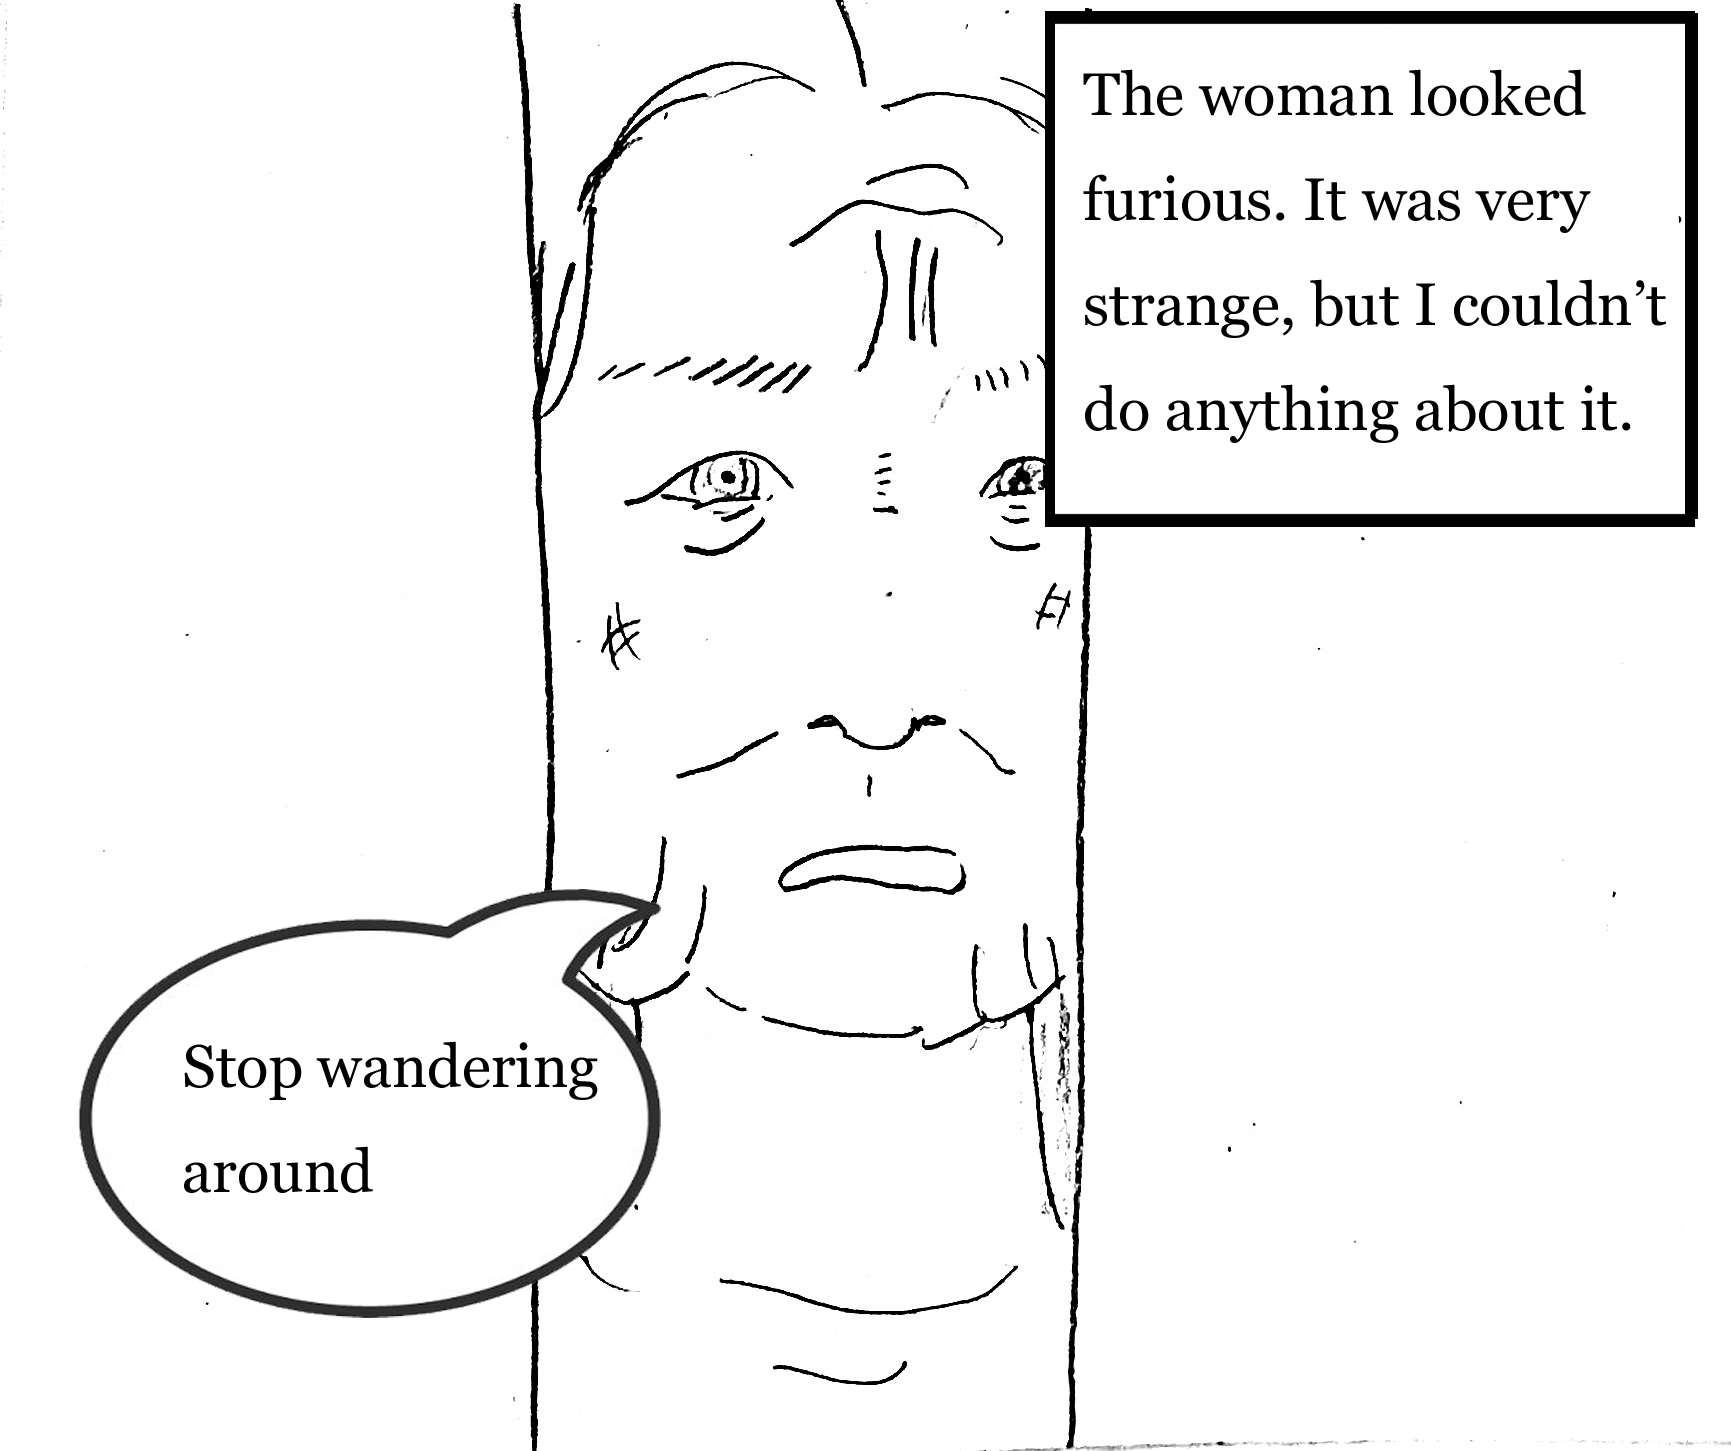 The woman looked
furious. It was very
strange, but I couldn’t
do anything about it.
Stop wandering
around